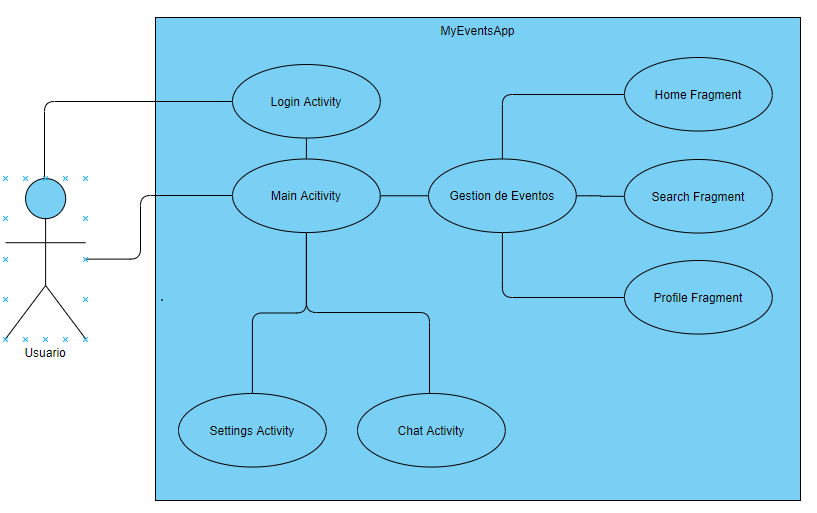 MyEventsApp
Login Activity
Home Fragment
Main Acitivity
Gestion de Eventos
Search Fragment
Profile Fragment
Usuario
Settings Activity
Chat Activity